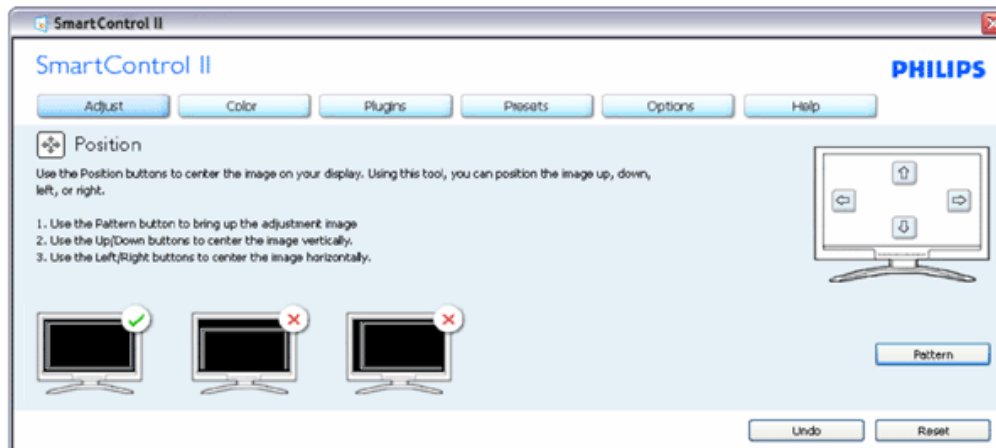 SmartControl II
SmartControl II
PHILIPS
Adjust Color Plugins Presets Options Help
Position
Use the Position buttons to center the image on your display. Using this tool, you can position the image up, down,
left, or right.
1. Use the Pattern button to bring up the adjustment image
2. Use the Up/Down buttons to center the image vertically.
3. Use the Left/Right buttons to center the image horizontally.
Pattern
Undo Reset